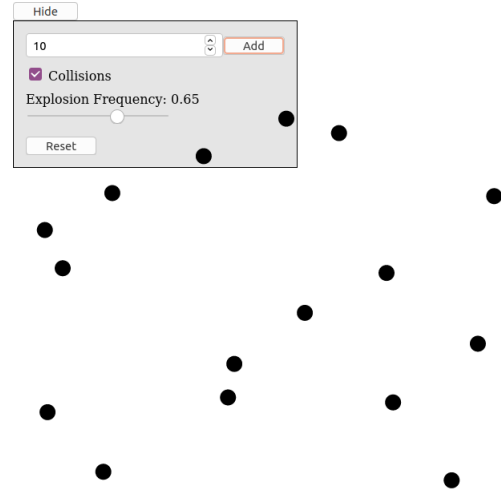 Hide
10 Add
Collisions
Explosion Frequency: 0.65
Reset